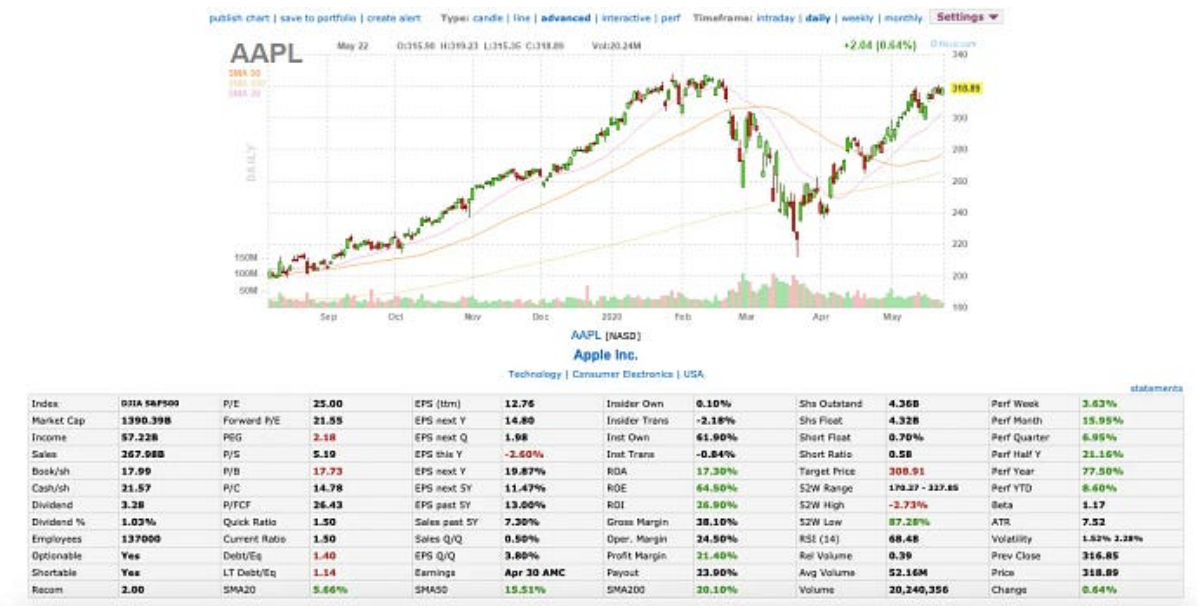 publish chart | save to portfolio | create alert Type: candle | line | advanced | interactive | perf Timeframe: intraday | daily | weekly | monthly Settings ▼
AAPL May 22 O:315.50 H:319.23 L:315.35 C:318.89 Vol:20.24M +2.04 (0.64%)
340
SMA 50
SMA 200
SMA 20
318.89
300
DAILY
280
260
240
220
200
180
150M
100M
50M
Sep Oct Nov Dec 2020 Feb Mar Apr May
AAPL [NASD]
Apple Inc.
Technology | Consumer Electronics | USA
statements
Index DJIA S&P500 P/E 25.00 EPS (ttm) 12.76 Insider Own 0.10% Shs Outstand 4.36B Perf Week 3.63%
Market Cap 1390.39B Forward P/E 21.55 EPS next Y 14.80 Insider Trans -2.18% Shs Float 4.32B Perf Month 15.95%
Income 57.22B PEG 2.18 EPS next Q 1.98 Inst Own 61.90% Short Float 0.70% Perf Quarter 6.95%
Sales 267.98B P/S 5.19 EPS this Y -2.60% Inst Trans -0.84% Short Ratio 0.58 Perf Half Y 21.16%
Book/sh 17.99 P/B 17.73 EPS next Y 19.87% ROA 17.30% Target Price 308.91 Perf Year 77.50%
Cash/sh 21.57 P/C 14.78 EPS next 5Y 11.47% ROE 64.50% 52W Range 170.27 - 327.85 Perf YTD 8.60%
Dividend 3.28 P/FCF 26.43 EPS past 5Y 13.00% ROI 26.90% 52W High -2.73% Beta 1.17
Dividend % 1.03% Quick Ratio 1.50 Sales past 5Y 7.30% Gross Margin 38.10% 52W Low 87.28% ATR 7.52
Employees 137000 Current Ratio 1.50 Sales Q/Q 0.50% Oper. Margin 24.50% RSI (14) 68.48 Volatility 1.52% 2.28%
Optionable Yes Debt/Eq 1.40 EPS Q/Q 3.80% Profit Margin 21.40% Rel Volume 0.39 Prev Close 316.85
Shortable Yes LT Debt/Eq 1.14 Earnings Apr 30 AMC Payout 23.90% Avg Volume 52.16M Price 318.89
Recom 2.00 SMA20 5.66% SMA50 15.51% SMA200 20.10% Volume 20,240,356 Change 0.64%